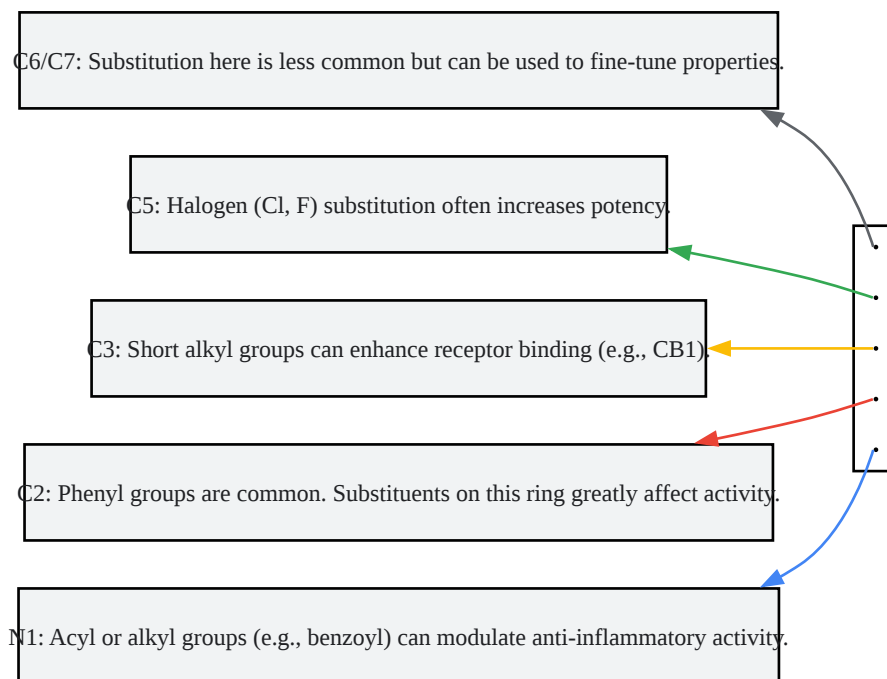 C6/C7: Substitution here is less common but can be used to fine-tune properties.
C5: Halogen (Cl, F) substitution often increases potency.
C3: Short alkyl groups can enhance receptor binding (e.g., CB1).
C2: Phenyl groups are common. Substituents on this ring greatly affect activity.
N1: Acyl or alkyl groups (e.g., benzoyl) can modulate anti-inflammatory activity.